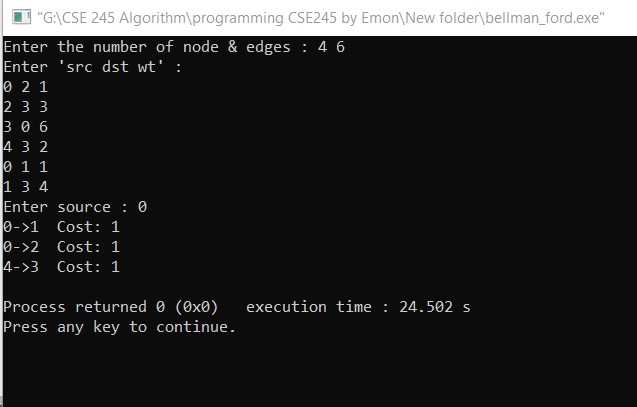 "G:\CSE 245 Algorithm\programming CSE245 by Emon\New folder\bellman_ford.exe"
Enter the number of node & edges : 4 6
Enter 'src dst wt' :
0 2 1
2 3 3
3 0 6
4 3 2
0 1 1
1 3 4
Enter source : 0
0->1  Cost: 1
0->2  Cost: 1
4->3  Cost: 1
Process returned 0 (0x0)   execution time : 24.502 s
Press any key to continue.